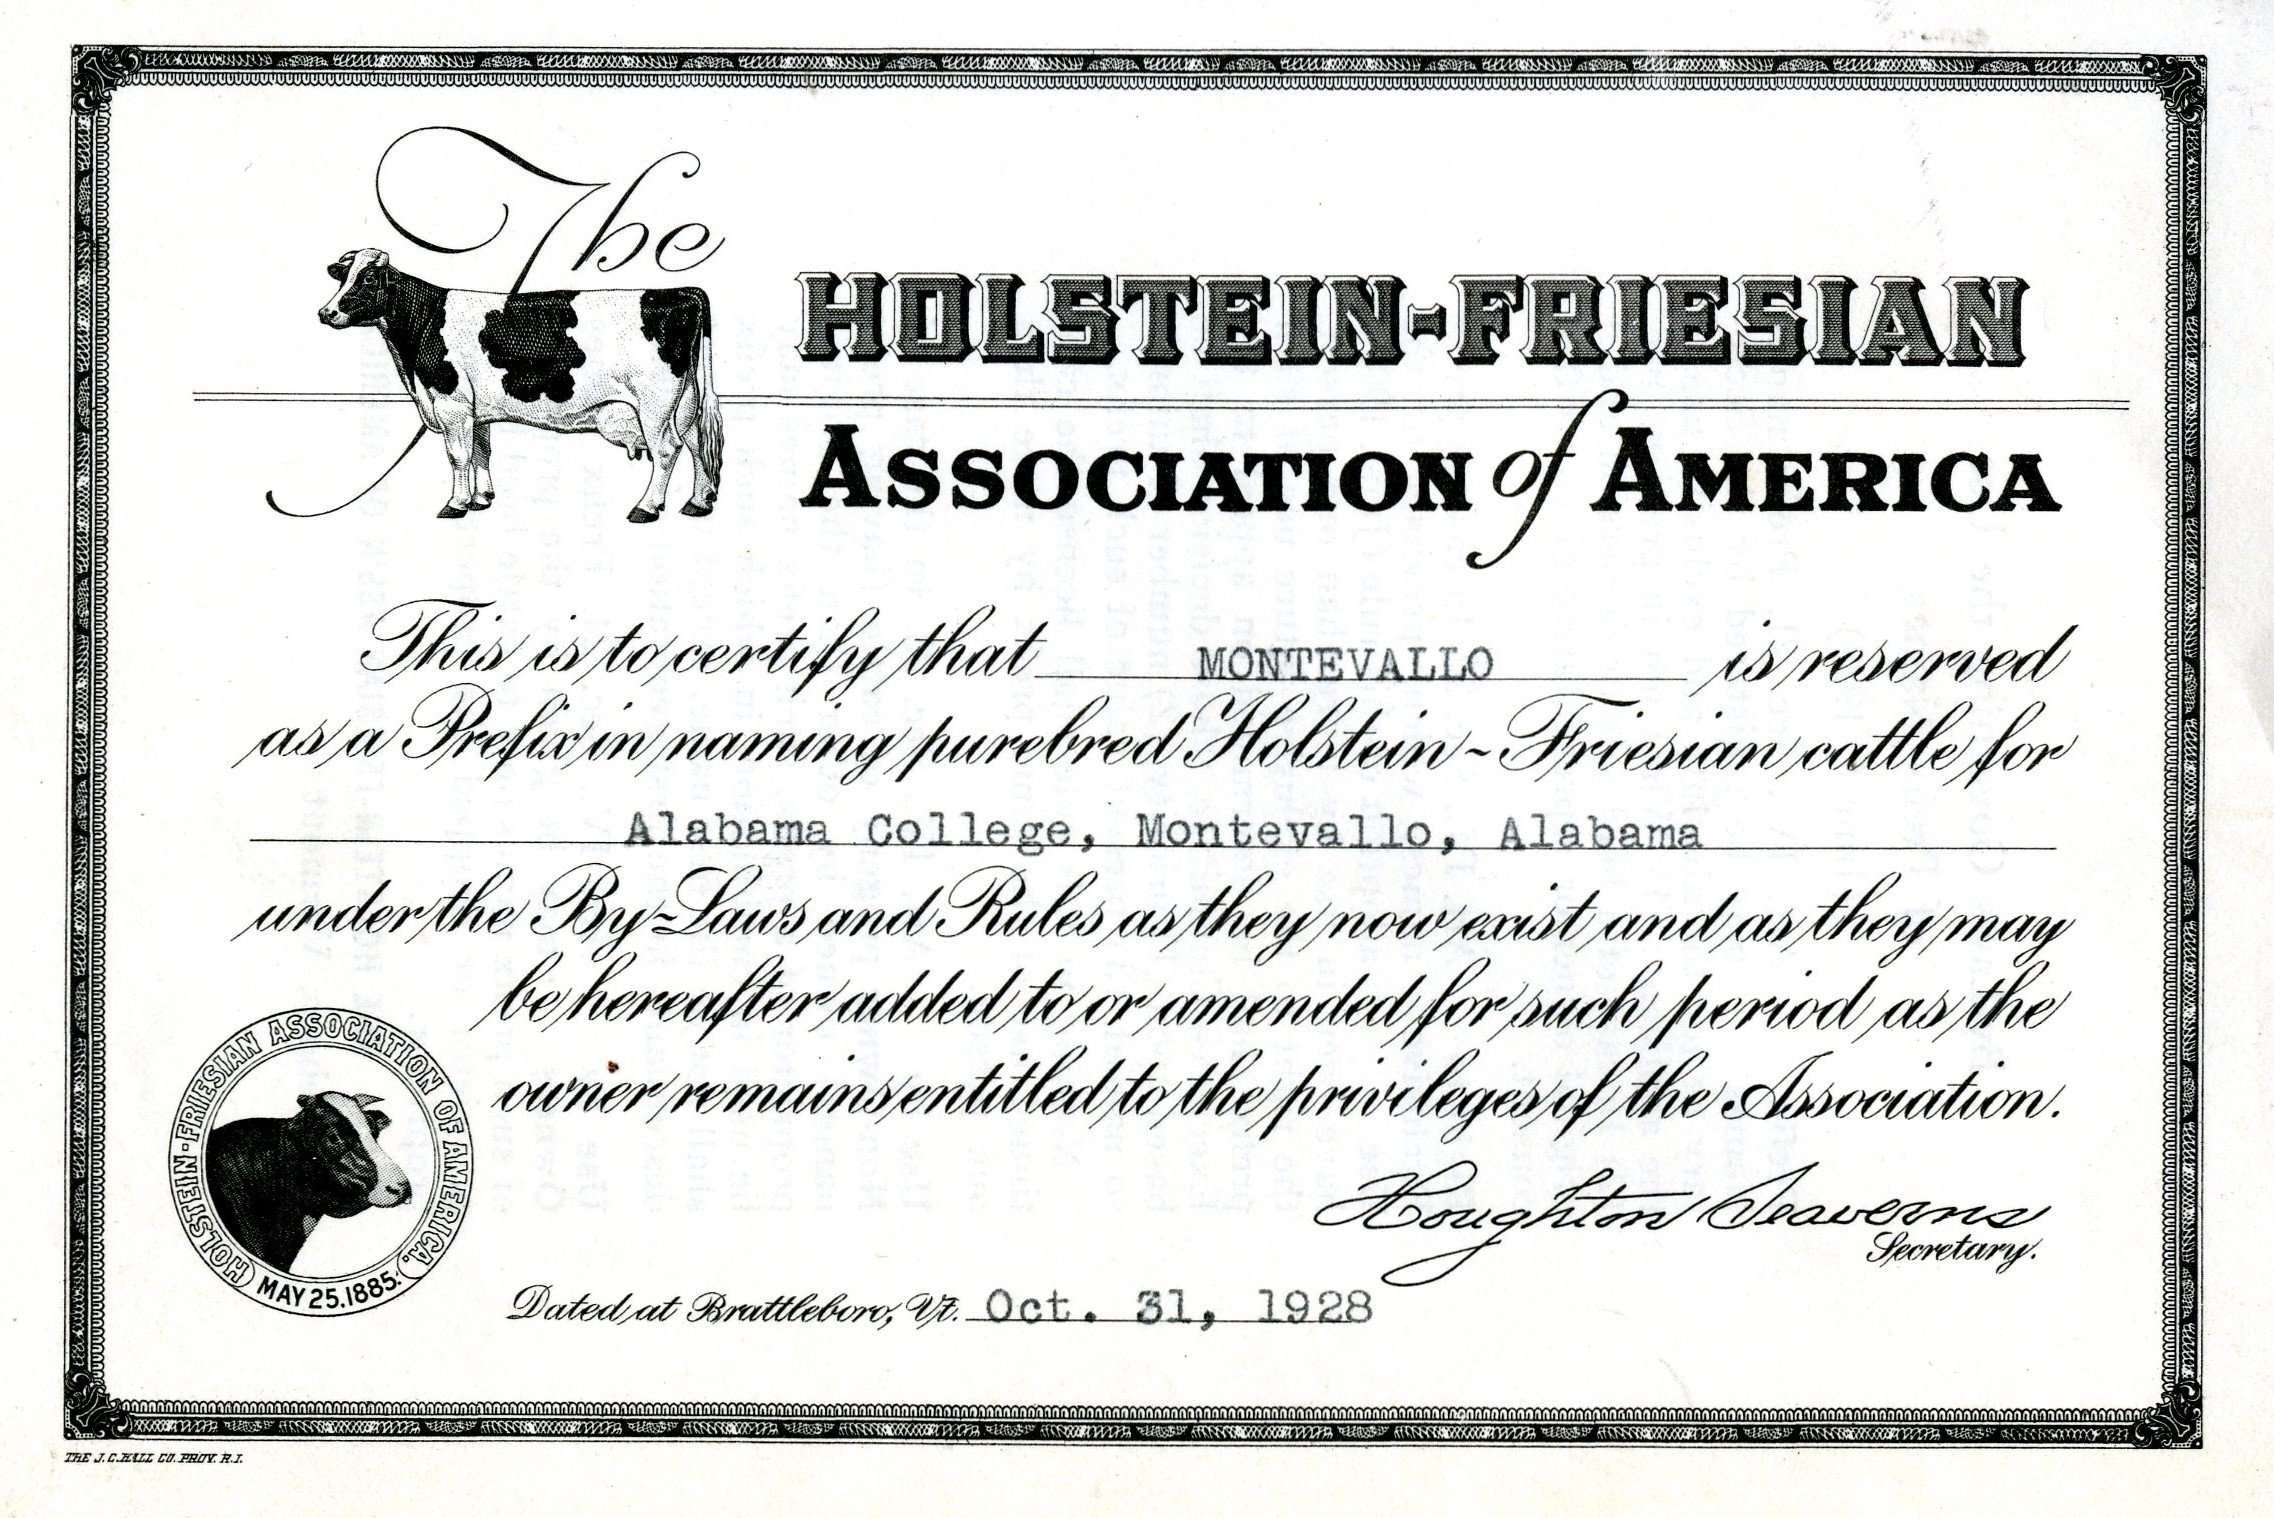 The
HOLSTEIN-FRIESIAN
ASSOCIATION of AMERICA
This is to certify that MONTEVALLO is reserved
as a Prefix in naming purebred Holstein-Friesian cattle for
Alabama College, Montevallo, Alabama
under the By-Laws and Rules as they now exist and as they may
be hereafter added to or amended for such period as the
owner remains entitled to the privileges of the Association.
HOLSTEIN-FRIESIAN ASSOCIATION OF AMERICA.
MAY 25.1885.
Houghton Seaverns
Secretary.
Dated at Brattleboro, Vt. Oct. 31, 1928
THE J.C. HALL CO. PROV. R.I.